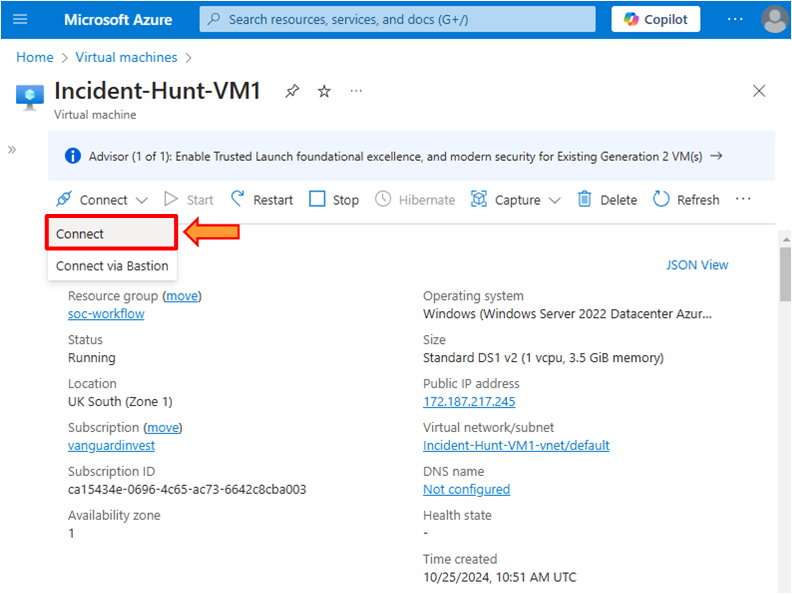 Microsoft Azure
Search resources, services, and docs (G+/)
Copilot
Home > Virtual machines >
Incident-Hunt-VM1
Virtual machine
Advisor (1 of 1): Enable Trusted Launch foundational excellence, and modern security for Existing Generation 2 VM(s) →
Connect Start Restart Stop Hibernate Capture Delete Refresh
Connect
Connect via Bastion
JSON View
Resource group (move)
soc-workflow
Status
Running
Location
UK South (Zone 1)
Subscription (move)
vanguardinvest
Subscription ID
ca15434e-0696-4c65-ac73-6642c8cba003
Availability zone
1
Operating system
Windows (Windows Server 2022 Datacenter Azur...
Size
Standard DS1 v2 (1 vcpu, 3.5 GiB memory)
Public IP address
172.187.217.245
Virtual network/subnet
Incident-Hunt-VM1-vnet/default
DNS name
Not configured
Health state
-
Time created
10/25/2024, 10:51 AM UTC